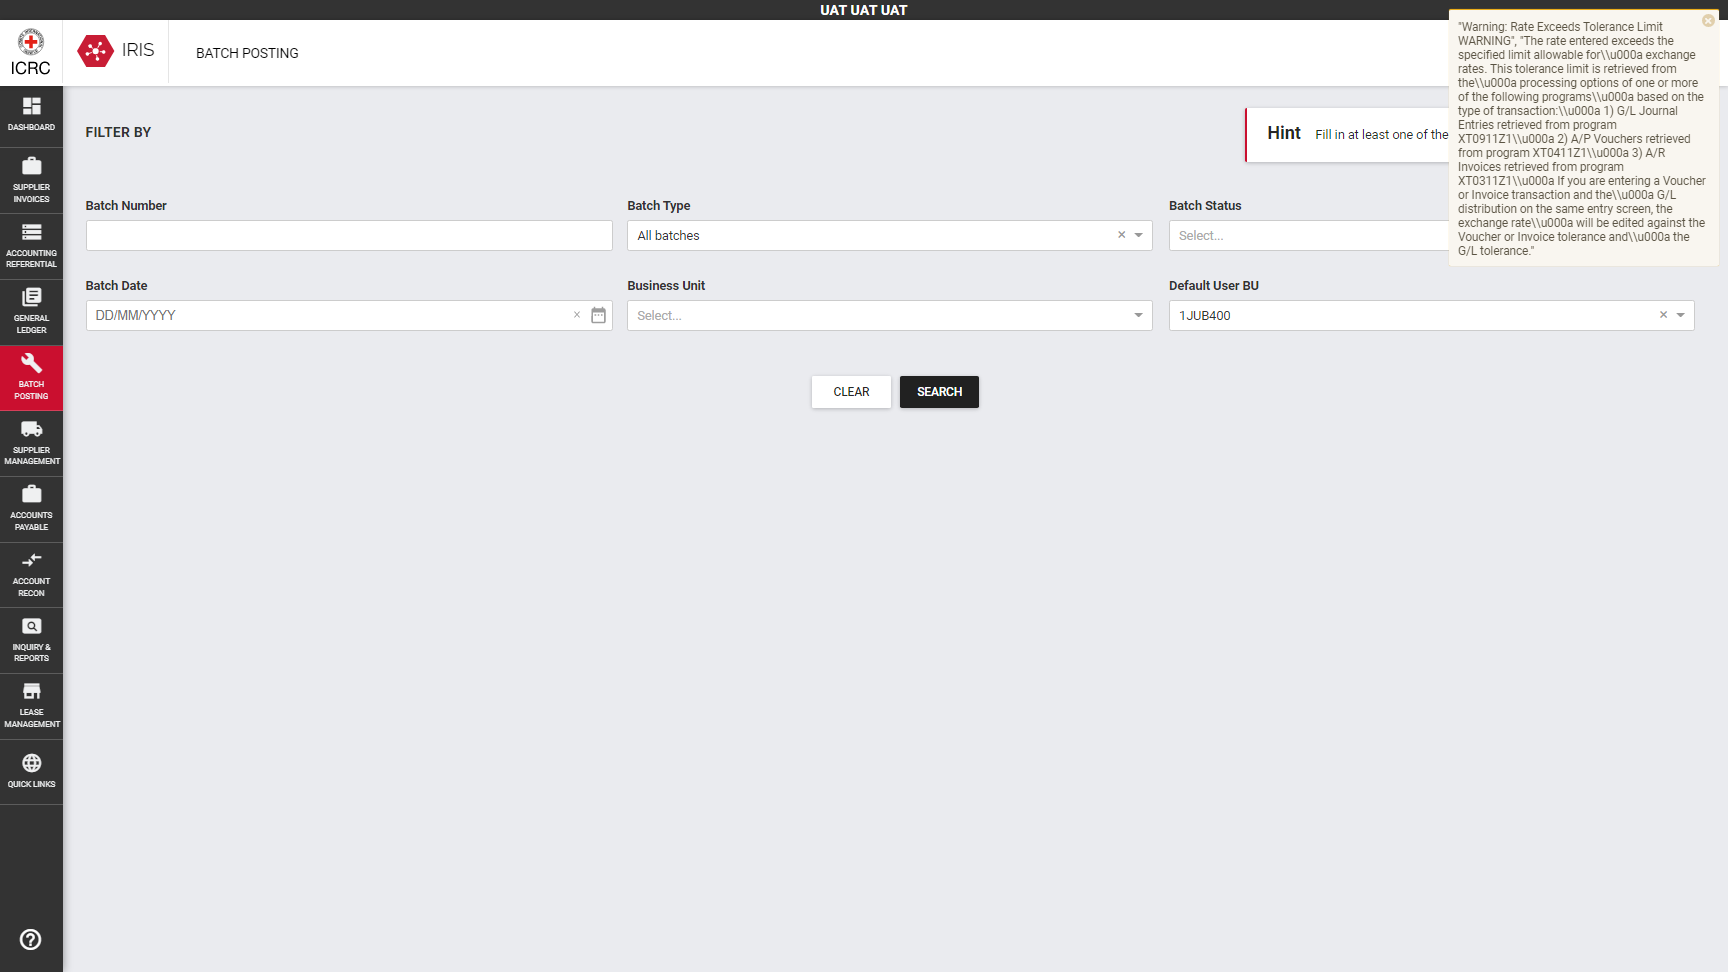 UAT UAT UAT
ICRC
IRIS
BATCH POSTING
"Warning: Rate Exceeds Tolerance Limit
WARNING", "The rate entered exceeds the
specified limit allowable for\\u000a exchange
rates. This tolerance limit is retrieved from
the\\u000a processing options of one or more
of the following programs\\u000a based on the
type of transaction:\\u000a 1) G/L Journal
Entries retrieved from program
XT0911Z1\\u000a 2) A/P Vouchers retrieved
from program XT0411Z1\\u000a 3) A/R
Invoices retrieved from program
XT0311Z1\\u000a If you are entering a Voucher
or Invoice transaction and the\\u000a G/L
distribution on the same entry screen, the
exchange rate\\u000a will be edited against the
Voucher or Invoice tolerance and\\u000a the
G/L tolerance."
DASHBOARD
SUPPLIER
INVOICES
ACCOUNTING
REFERENTIAL
GENERAL
LEDGER
BATCH
POSTING
SUPPLIER
MANAGEMENT
ACCOUNTS
PAYABLE
ACCOUNT
RECON
INQUIRY &
REPORTS
LEASE
MANAGEMENT
QUICK LINKS
FILTER BY
Hint Fill in at least one of the
Batch Number
Batch Type
All batches
Batch Status
Select...
Batch Date
DD/MM/YYYY
Business Unit
Select...
Default User BU
1JUB400
CLEAR
SEARCH